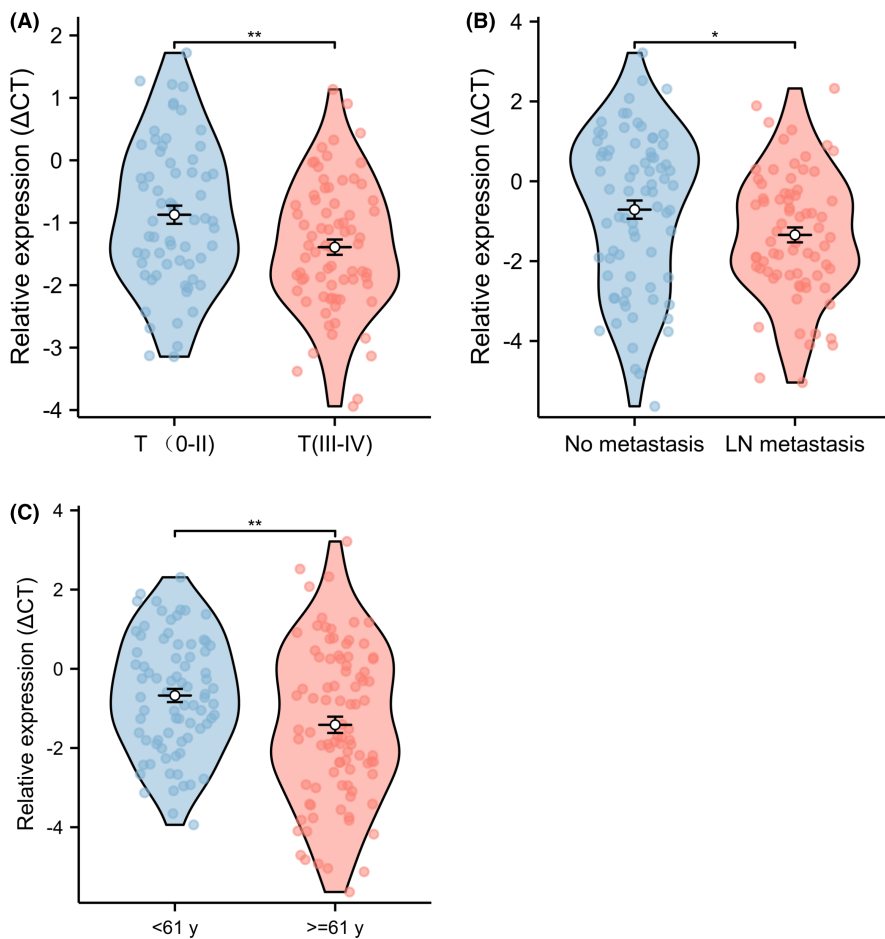 (A)
Relative expression (ΔCT)
2
1
0
-1
-2
-3
-4
**
T （0-II)
T(III-IV)
(B)
Relative expression (ΔCT)
4
2
0
-2
-4
*
No metastasis
LN metastasis
(C)
Relative expression (ΔCT)
4
2
0
-2
-4
**
<61 y
>=61 y